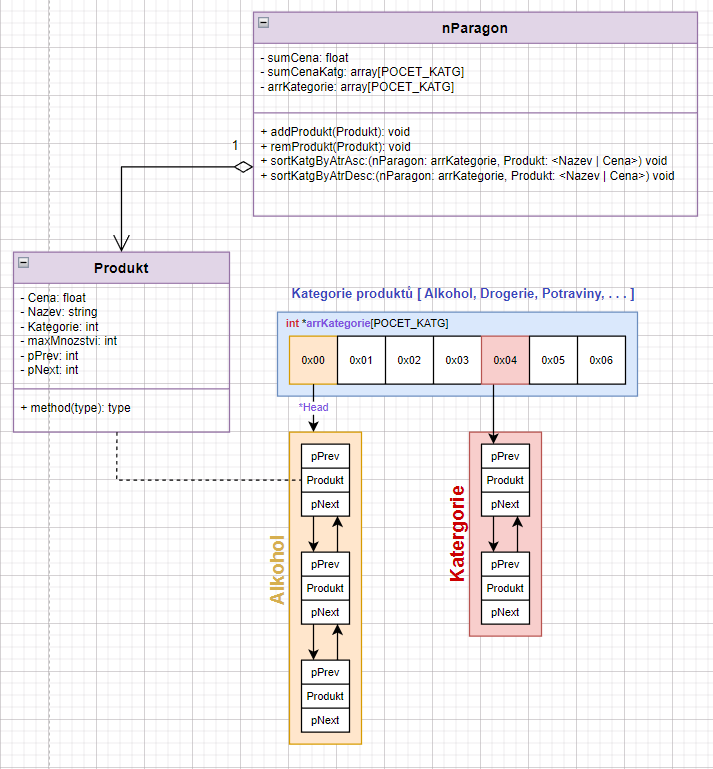 nParagon
- sumCena: float
- sumCenaKatg: array[POCET_KATG]
- arrKategorie: array[POCET_KATG]
+ addProdukt(Produkt): void
+ remProdukt(Produkt): void
+ sortKatgByAtrAsc:(nParagon: arrKategorie, Produkt: <Nazev | Cena>) void
+ sortKatgByAtrDesc:(nParagon: arrKategorie, Produkt: <Nazev | Cena>) void
1
Produkt
- Cena: float
- Nazev: string
- Kategorie: int
- maxMnozstvi: int
- pPrev: int
- pNext: int
+ method(type): type
Kategorie produktů [ Alkohol, Drogerie, Potraviny, . . . ]
int *arrKategorie[POCET_KATG]
0x00 0x01 0x02 0x03 0x04 0x05 0x06
*Head
Alkohol
pPrev
Produkt
pNext
pPrev
Produkt
pNext
pPrev
Produkt
pNext
Katergorie
pPrev
Produkt
pNext
pPrev
Produkt
pNext